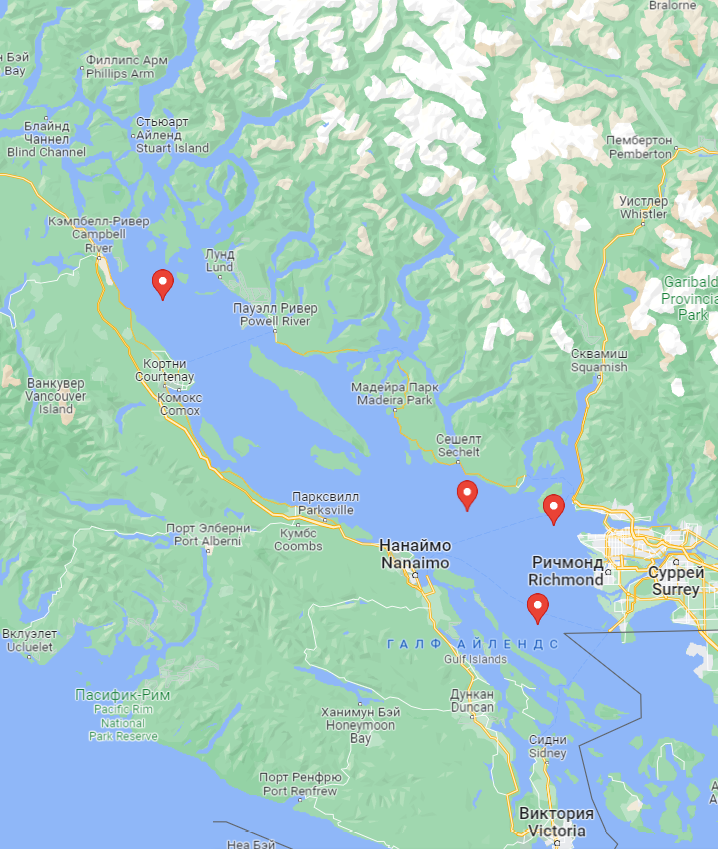 Bralorne
н Бэй
Bay
Филлипс Арм
Phillips Arm
Блайнд
Чаннел
Blind Channel
Стьюарт
Айленд
Stuart Island
Пембертон
Pemberton
Уистлер
Whistler
Кэмпбелл-Ривер
Campbell
River
Лунд
Lund
Garibald
Provincia
Park
Пауэлл Ривер
Powell River
Сквамиш
Squamish
Кортни
Courtenay
Ванкувер
Vancouver
Island
Комокс
Comox
Мадейра Парк
Madeira Park
Сешелт
Sechelt
Парксвилл
Parksville
Порт Элберни
Port Alberni
Кумбс
Coombs
Нанаймо
Nanaimo
Ричмонд
Richmond
Суррей
Surrey
Вклуэлет
Ucluelet
ГАЛФ АЙЛЕНДС
Gulf Islands
Пасифик-Рим
Pacific Rim
National
Park Reserve
Дункан
Duncan
Ханимун Бэй
Honeymoon
Bay
Сидни
Sidney
Порт Ренфрю
Port Renfrew
Виктория
Victoria
Неа Бэй